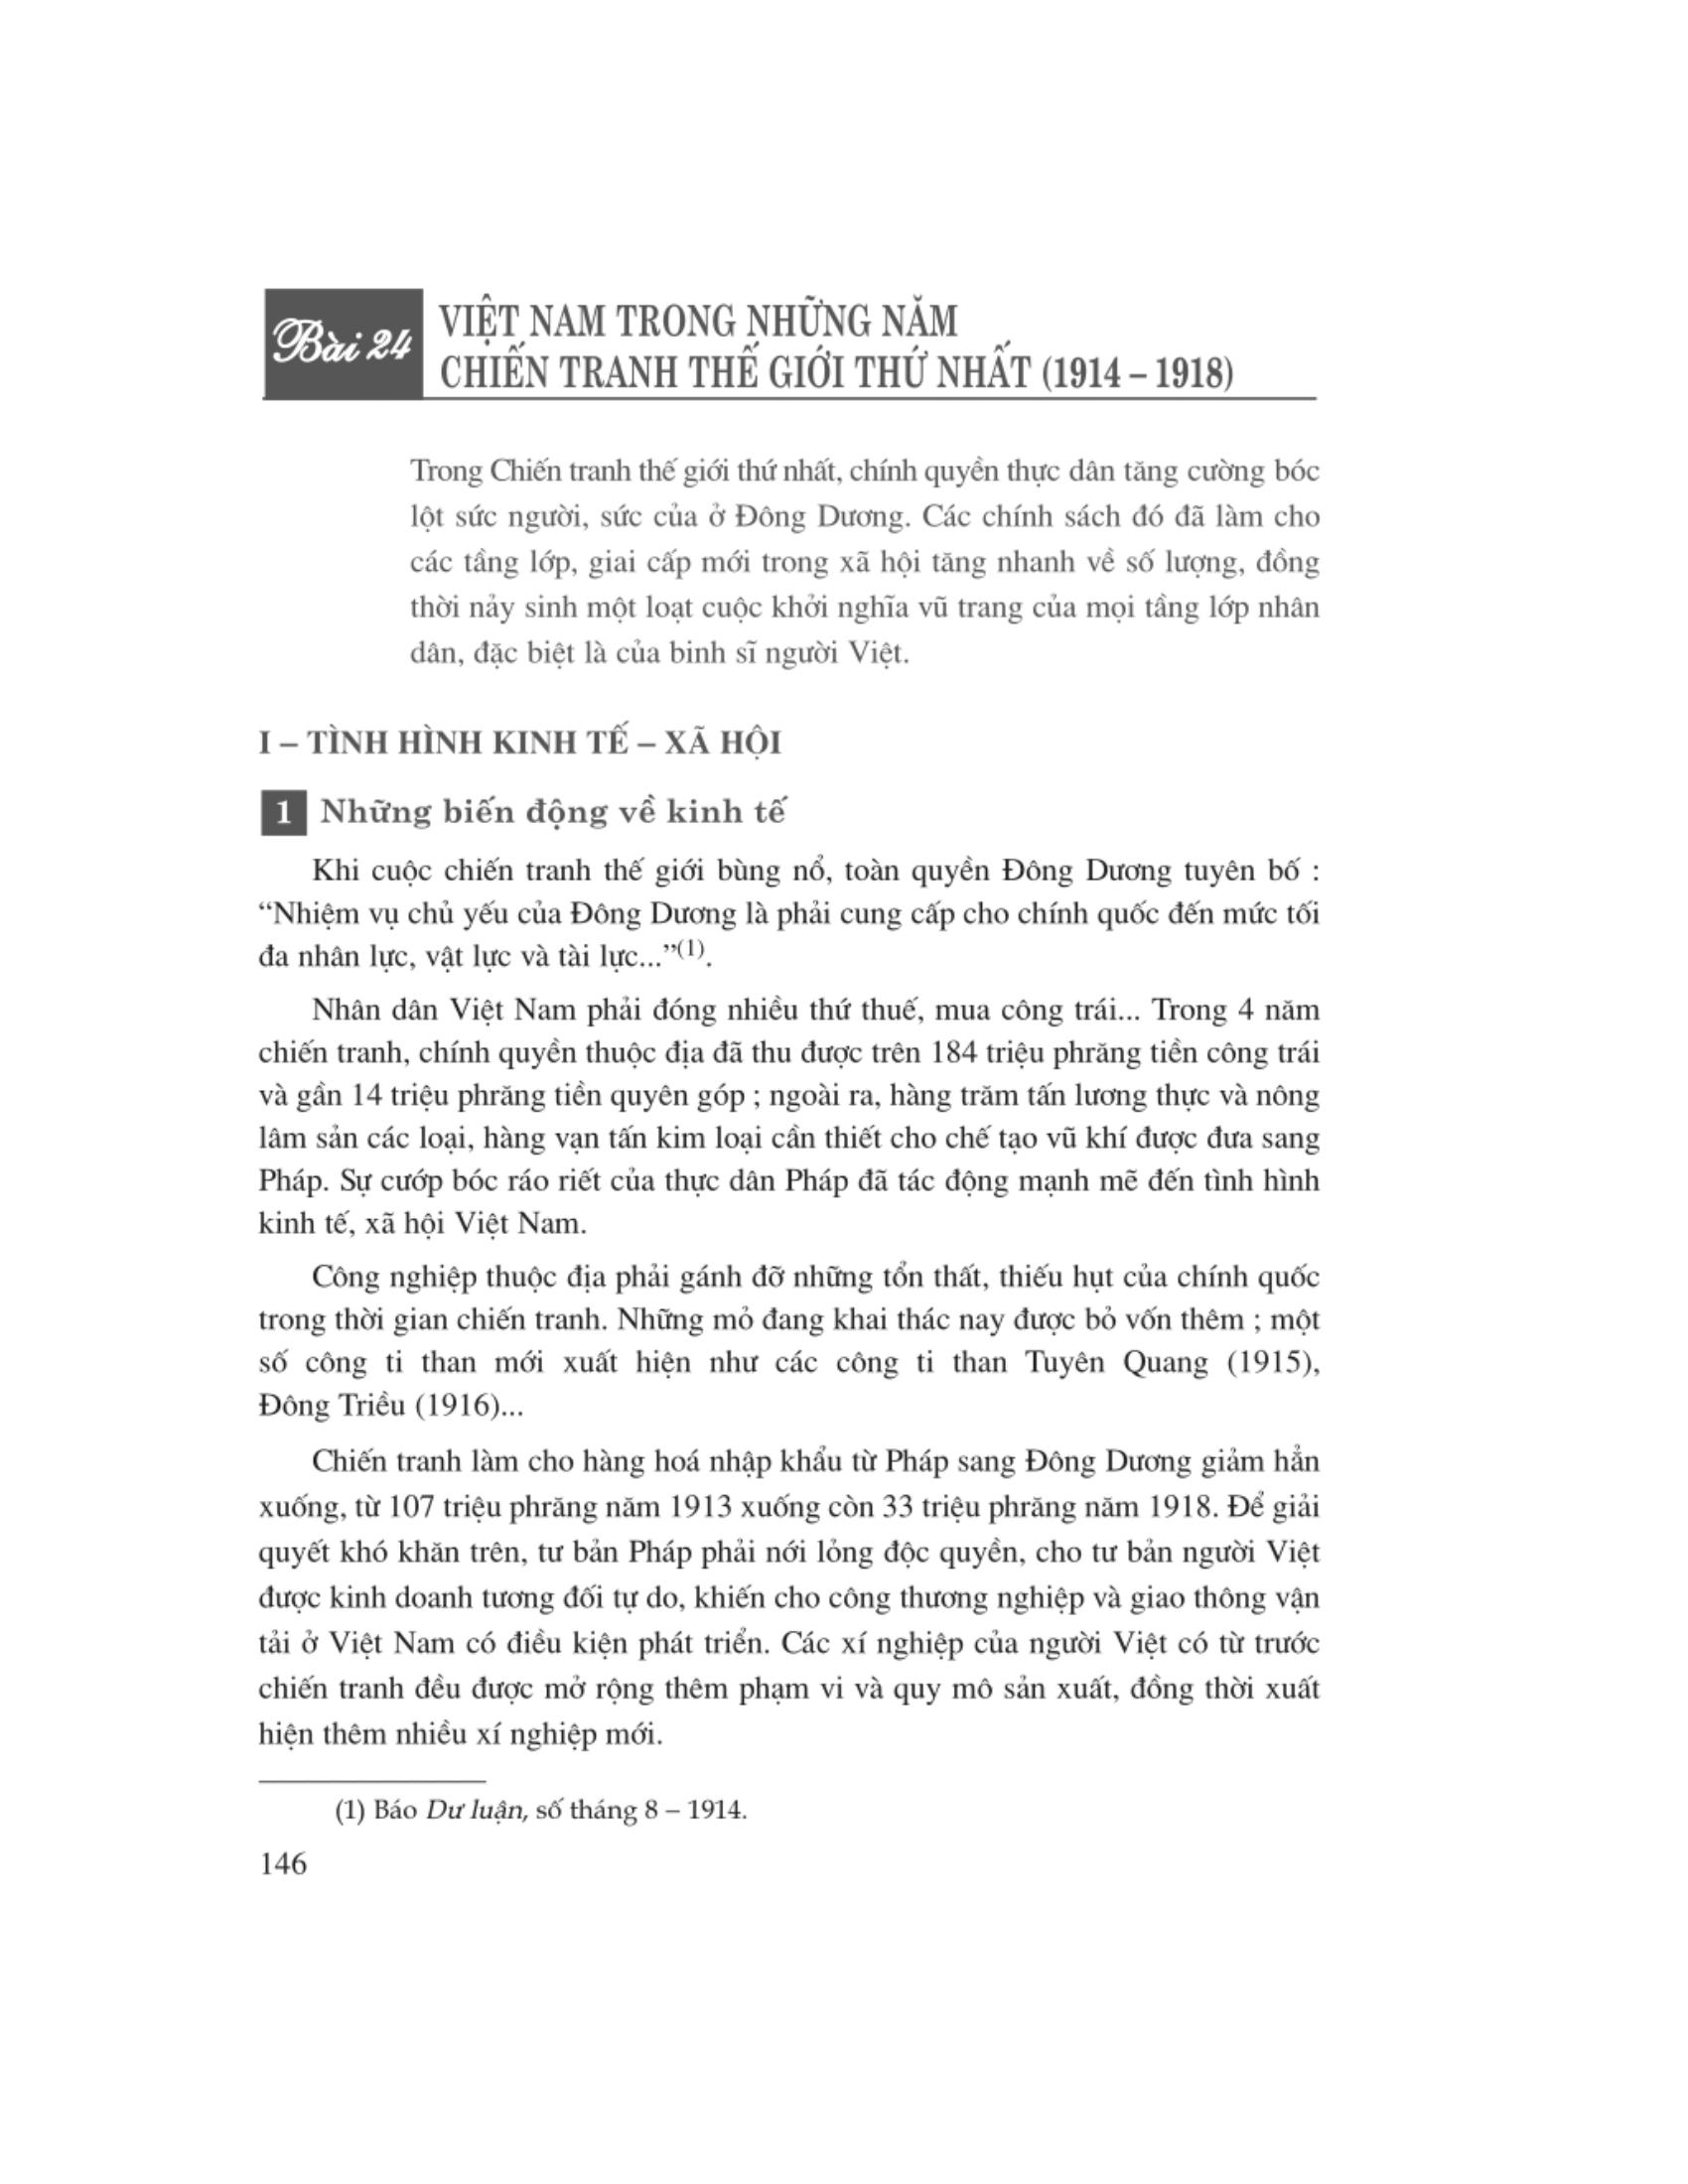 Bài 24
VIỆT NAM TRONG NHỮNG NĂM
CHIẾN TRANH THẾ GIỚI THỨ NHẤT (1914 – 1918)
Trong Chiến tranh thế giới thứ nhất, chính quyền thực dân tăng cường bóc
lột sức người, sức của ở Đông Dương. Các chính sách đó đã làm cho
các tầng lớp, giai cấp mới trong xã hội tăng nhanh về số lượng, đồng
thời nảy sinh một loạt cuộc khởi nghĩa vũ trang của mọi tầng lớp nhân
dân, đặc biệt là của binh sĩ người Việt.
I – TÌNH HÌNH KINH TẾ – XÃ HỘI
1 Những biến động về kinh tế
Khi cuộc chiến tranh thế giới bùng nổ, toàn quyền Đông Dương tuyên bố :
“Nhiệm vụ chủ yếu của Đông Dương là phải cung cấp cho chính quốc đến mức tối
đa nhân lực, vật lực và tài lực...”(1).
Nhân dân Việt Nam phải đóng nhiều thứ thuế, mua công trái... Trong 4 năm
chiến tranh, chính quyền thuộc địa đã thu được trên 184 triệu phrăng tiền công trái
và gần 14 triệu phrăng tiền quyên góp ; ngoài ra, hàng trăm tấn lương thực và nông
lâm sản các loại, hàng vạn tấn kim loại cần thiết cho chế tạo vũ khí được đưa sang
Pháp. Sự cướp bóc ráo riết của thực dân Pháp đã tác động mạnh mẽ đến tình hình
kinh tế, xã hội Việt Nam.
Công nghiệp thuộc địa phải gánh đỡ những tổn thất, thiếu hụt của chính quốc
trong thời gian chiến tranh. Những mỏ đang khai thác nay được bỏ vốn thêm ; một
số công ti than mới xuất hiện như các công ti than Tuyên Quang (1915),
Đông Triều (1916)...
Chiến tranh làm cho hàng hoá nhập khẩu từ Pháp sang Đông Dương giảm hẳn
xuống, từ 107 triệu phrăng năm 1913 xuống còn 33 triệu phrăng năm 1918. Để giải
quyết khó khăn trên, tư bản Pháp phải nới lỏng độc quyền, cho tư bản người Việt
được kinh doanh tương đối tự do, khiến cho công thương nghiệp và giao thông vận
tải ở Việt Nam có điều kiện phát triển. Các xí nghiệp của người Việt có từ trước
chiến tranh đều được mở rộng thêm phạm vi và quy mô sản xuất, đồng thời xuất
hiện thêm nhiều xí nghiệp mới.
(1) Báo Dư luận, số tháng 8 – 1914.
146